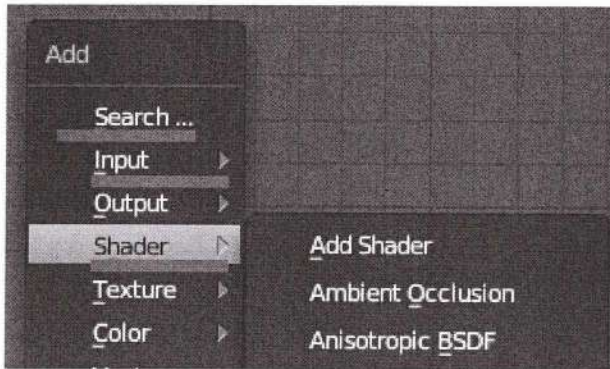 Add
Search ...
Input
Output
Shader
Add Shader
Texture
Ambient Occlusion
Color
Anisotropic BSDF